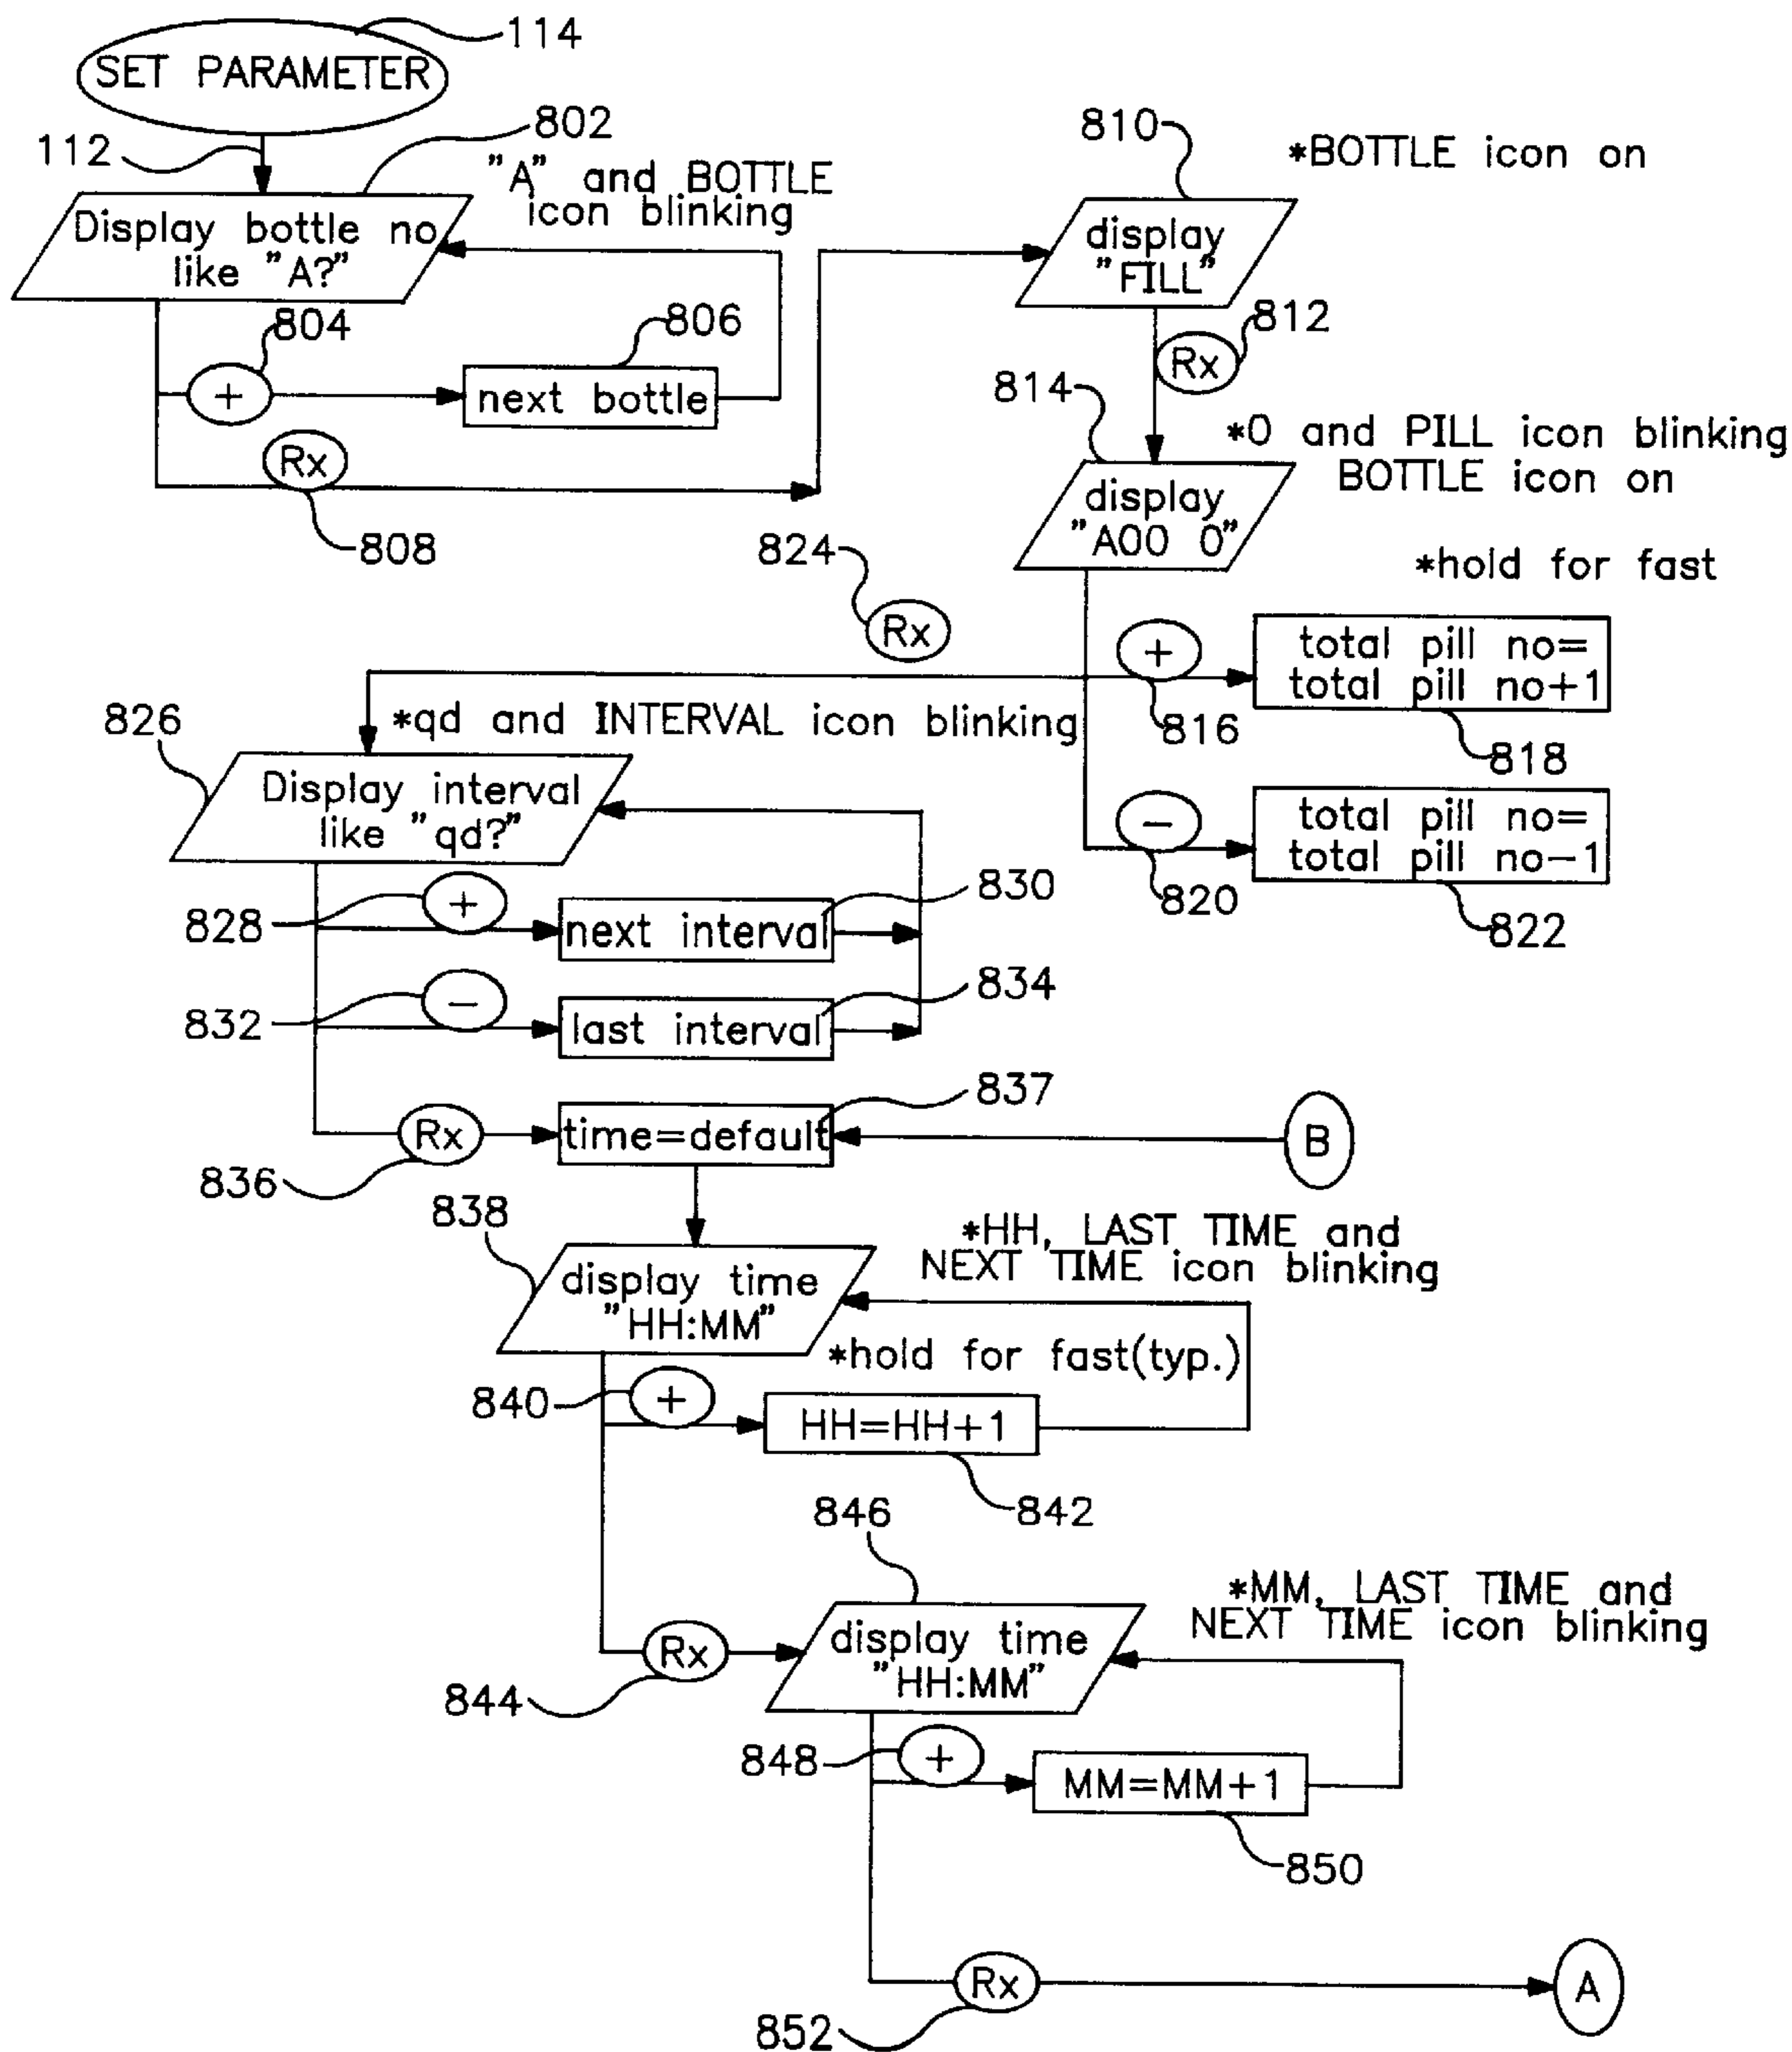 114
SET PARAMETER
112
802
"A" and BOTTLE
icon blinking
Display bottle no
like "A?"
804
+
806
next bottle
Rx
808
810
*BOTTLE icon on
display
"FILL"
Rx
812
814
*0 and PILL icon blinking
BOTTLE icon on
display
"A00 0"
*hold for fast
824
Rx
+
816
total pill no=
total pill no+1
818
−
820
total pill no=
total pill no−1
822
826
*qd and INTERVAL icon blinking
Display interval
like "qd?"
828
+
830
next interval
832
−
834
last interval
836
Rx
837
time=default
B
838
*HH, LAST TIME and
NEXT TIME icon blinking
display time
"HH:MM"
*hold for fast(typ.)
840
+
HH=HH+1
842
844
Rx
846
*MM, LAST TIME and
NEXT TIME icon blinking
display time
"HH:MM"
848
+
MM=MM+1
850
852
Rx
A